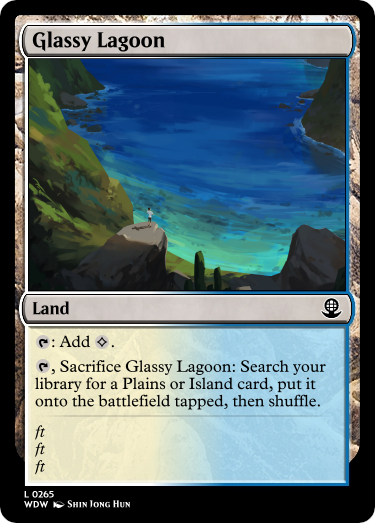 Glassy Lagoon
Land
: Add .
, Sacrifice Glassy Lagoon: Search your
library for a Plains or Island card, put it
onto the battlefield tapped, then shuffle.
ft
ft
ft
L 0265
WDW Shin Jong Hun